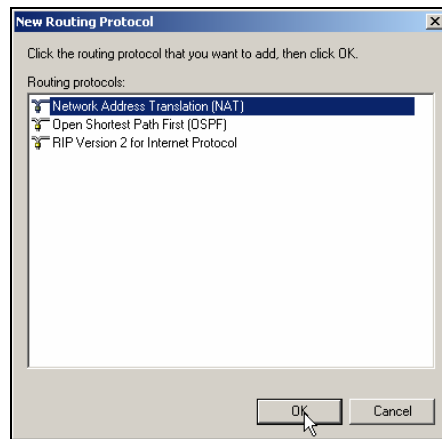 New Routing Protocol
Click the routing protocol that you want to add, then click OK.
Routing protocols:
Network Address Translation (NAT)
Open Shortest Path First (OSPF)
RIP Version 2 for Internet Protocol
OK
Cancel